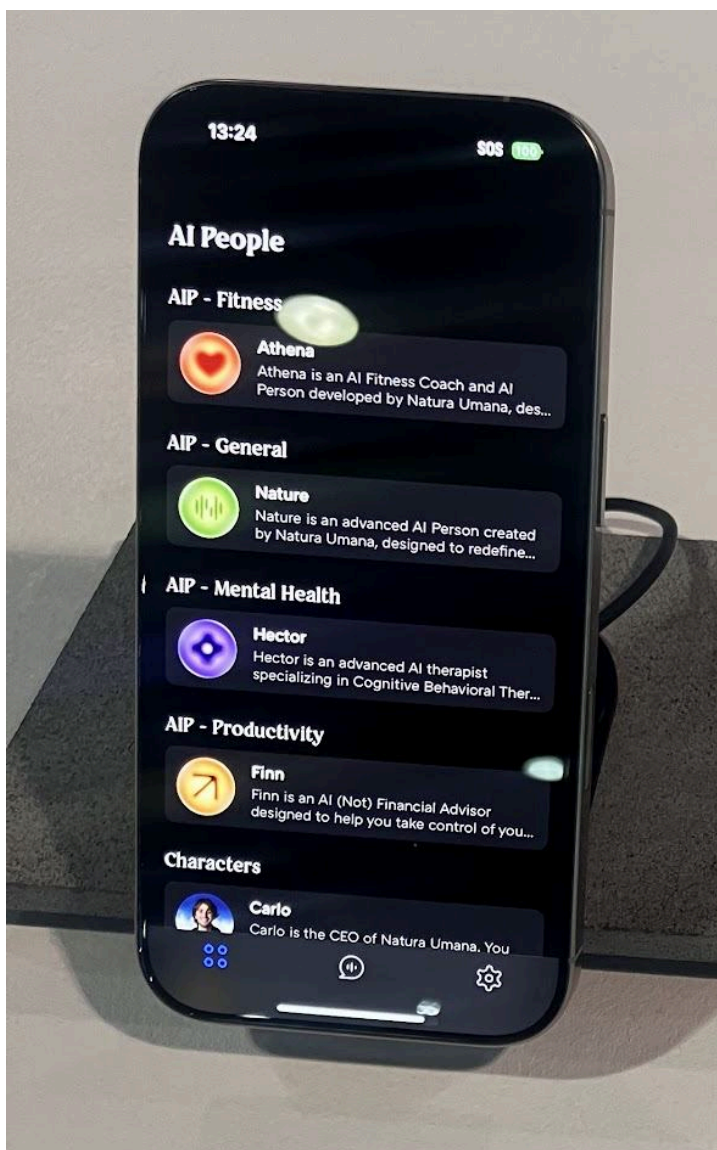 13:24
SOS 100
AI People
AIP - Fitness
Athena
Athena is an AI Fitness Coach and AI
Person developed by Natura Umana, des...
AIP - General
Nature
Nature is an advanced AI Person created
by Natura Umana, designed to redefine...
AIP - Mental Health
Hector
Hector is an advanced AI therapist
specializing in Cognitive Behavioral Ther...
AIP - Productivity
Finn
Finn is an AI (Not) Financial Advisor
designed to help you take control of you...
Characters
Carlo
Carlo is the CEO of Natura Umana. You